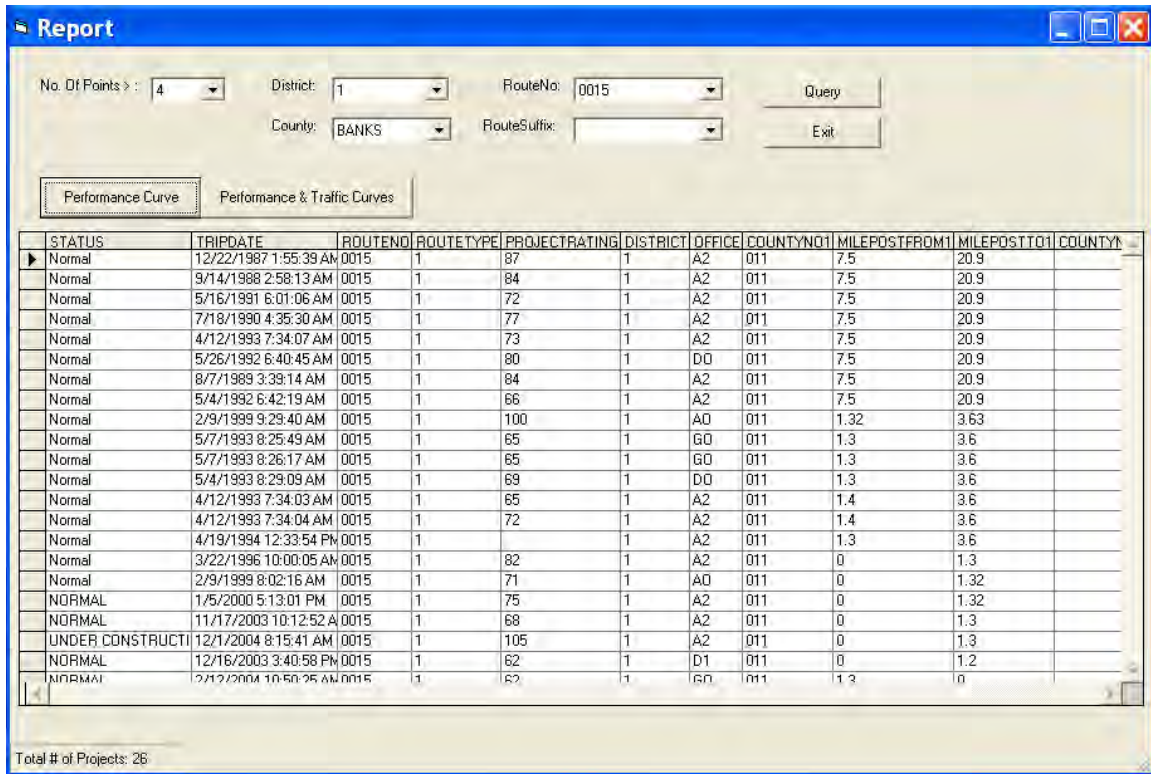 Report
No. Of Points > : 4 District: 1 RouteNo: 0015 Query
County: BANKS RouteSuffix: Exit
Performance Curve Performance & Traffic Curves
STATUS TRIPDATE ROUTENO ROUTETYPE PROJECTRATING DISTRICT OFFICE COUNTYNO1 MILEPOSTFROM1 MILEPOSTTO1 COUNTYN
Normal 12/22/1987 1:55:39 AM 0015 1 87 1 A2 011 7.5 20.9
Normal 9/14/1988 2:58:13 AM 0015 1 84 1 A2 011 7.5 20.9
Normal 5/16/1991 6:01:06 AM 0015 1 72 1 A2 011 7.5 20.9
Normal 7/18/1990 4:35:30 AM 0015 1 77 1 A2 011 7.5 20.9
Normal 4/12/1993 7:34:07 AM 0015 1 73 1 A2 011 7.5 20.9
Normal 5/26/1992 6:40:45 AM 0015 1 80 1 D0 011 7.5 20.9
Normal 8/7/1989 3:39:14 AM 0015 1 84 1 A2 011 7.5 20.9
Normal 5/4/1992 6:42:19 AM 0015 1 66 1 A2 011 7.5 20.9
Normal 2/9/1999 9:29:40 AM 0015 1 100 1 A0 011 1.32 3.63
Normal 5/7/1993 8:25:49 AM 0015 1 65 1 G0 011 1.3 3.6
Normal 5/7/1993 8:26:17 AM 0015 1 65 1 G0 011 1.3 3.6
Normal 5/4/1993 8:29:09 AM 0015 1 69 1 D0 011 1.3 3.6
Normal 4/12/1993 7:34:03 AM 0015 1 65 1 A2 011 1.4 3.6
Normal 4/12/1993 7:34:04 AM 0015 1 72 1 A2 011 1.4 3.6
Normal 4/19/1994 12:33:54 PM 0015 1 1 A2 011 1.3 3.6
Normal 3/22/1996 10:00:05 AM 0015 1 82 1 A2 011 0 1.3
Normal 2/9/1999 8:02:16 AM 0015 1 71 1 A0 011 0 1.32
NORMAL 1/5/2000 5:13:01 PM 0015 1 75 1 A2 011 0 1.32
NORMAL 11/17/2003 10:12:52 A 0015 1 68 1 A2 011 0 1.3
UNDER CONSTRUCTI 12/1/2004 8:15:41 AM 0015 1 105 1 A2 011 0 1.3
NORMAL 12/16/2003 3:40:58 PM 0015 1 62 1 D1 011 0 1.2
NORMAL 2/12/2004 10:50:25 AM 0015 1 62 1 G0 011 1.3 0
Total # of Projects: 26